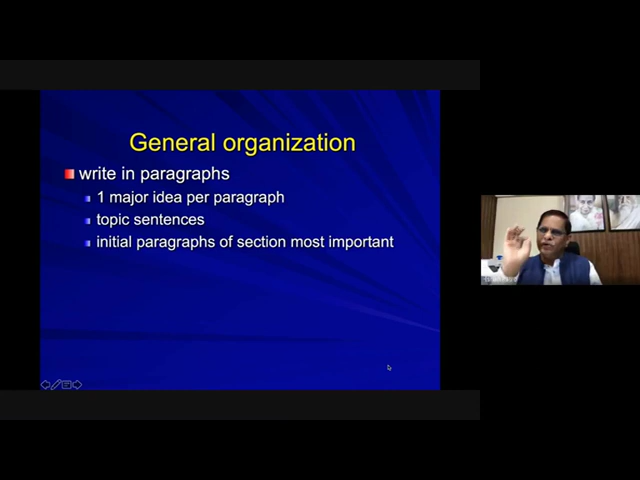 General organization
write in paragraphs
1 major idea per paragraph
topic sentences
initial paragraphs of section most important